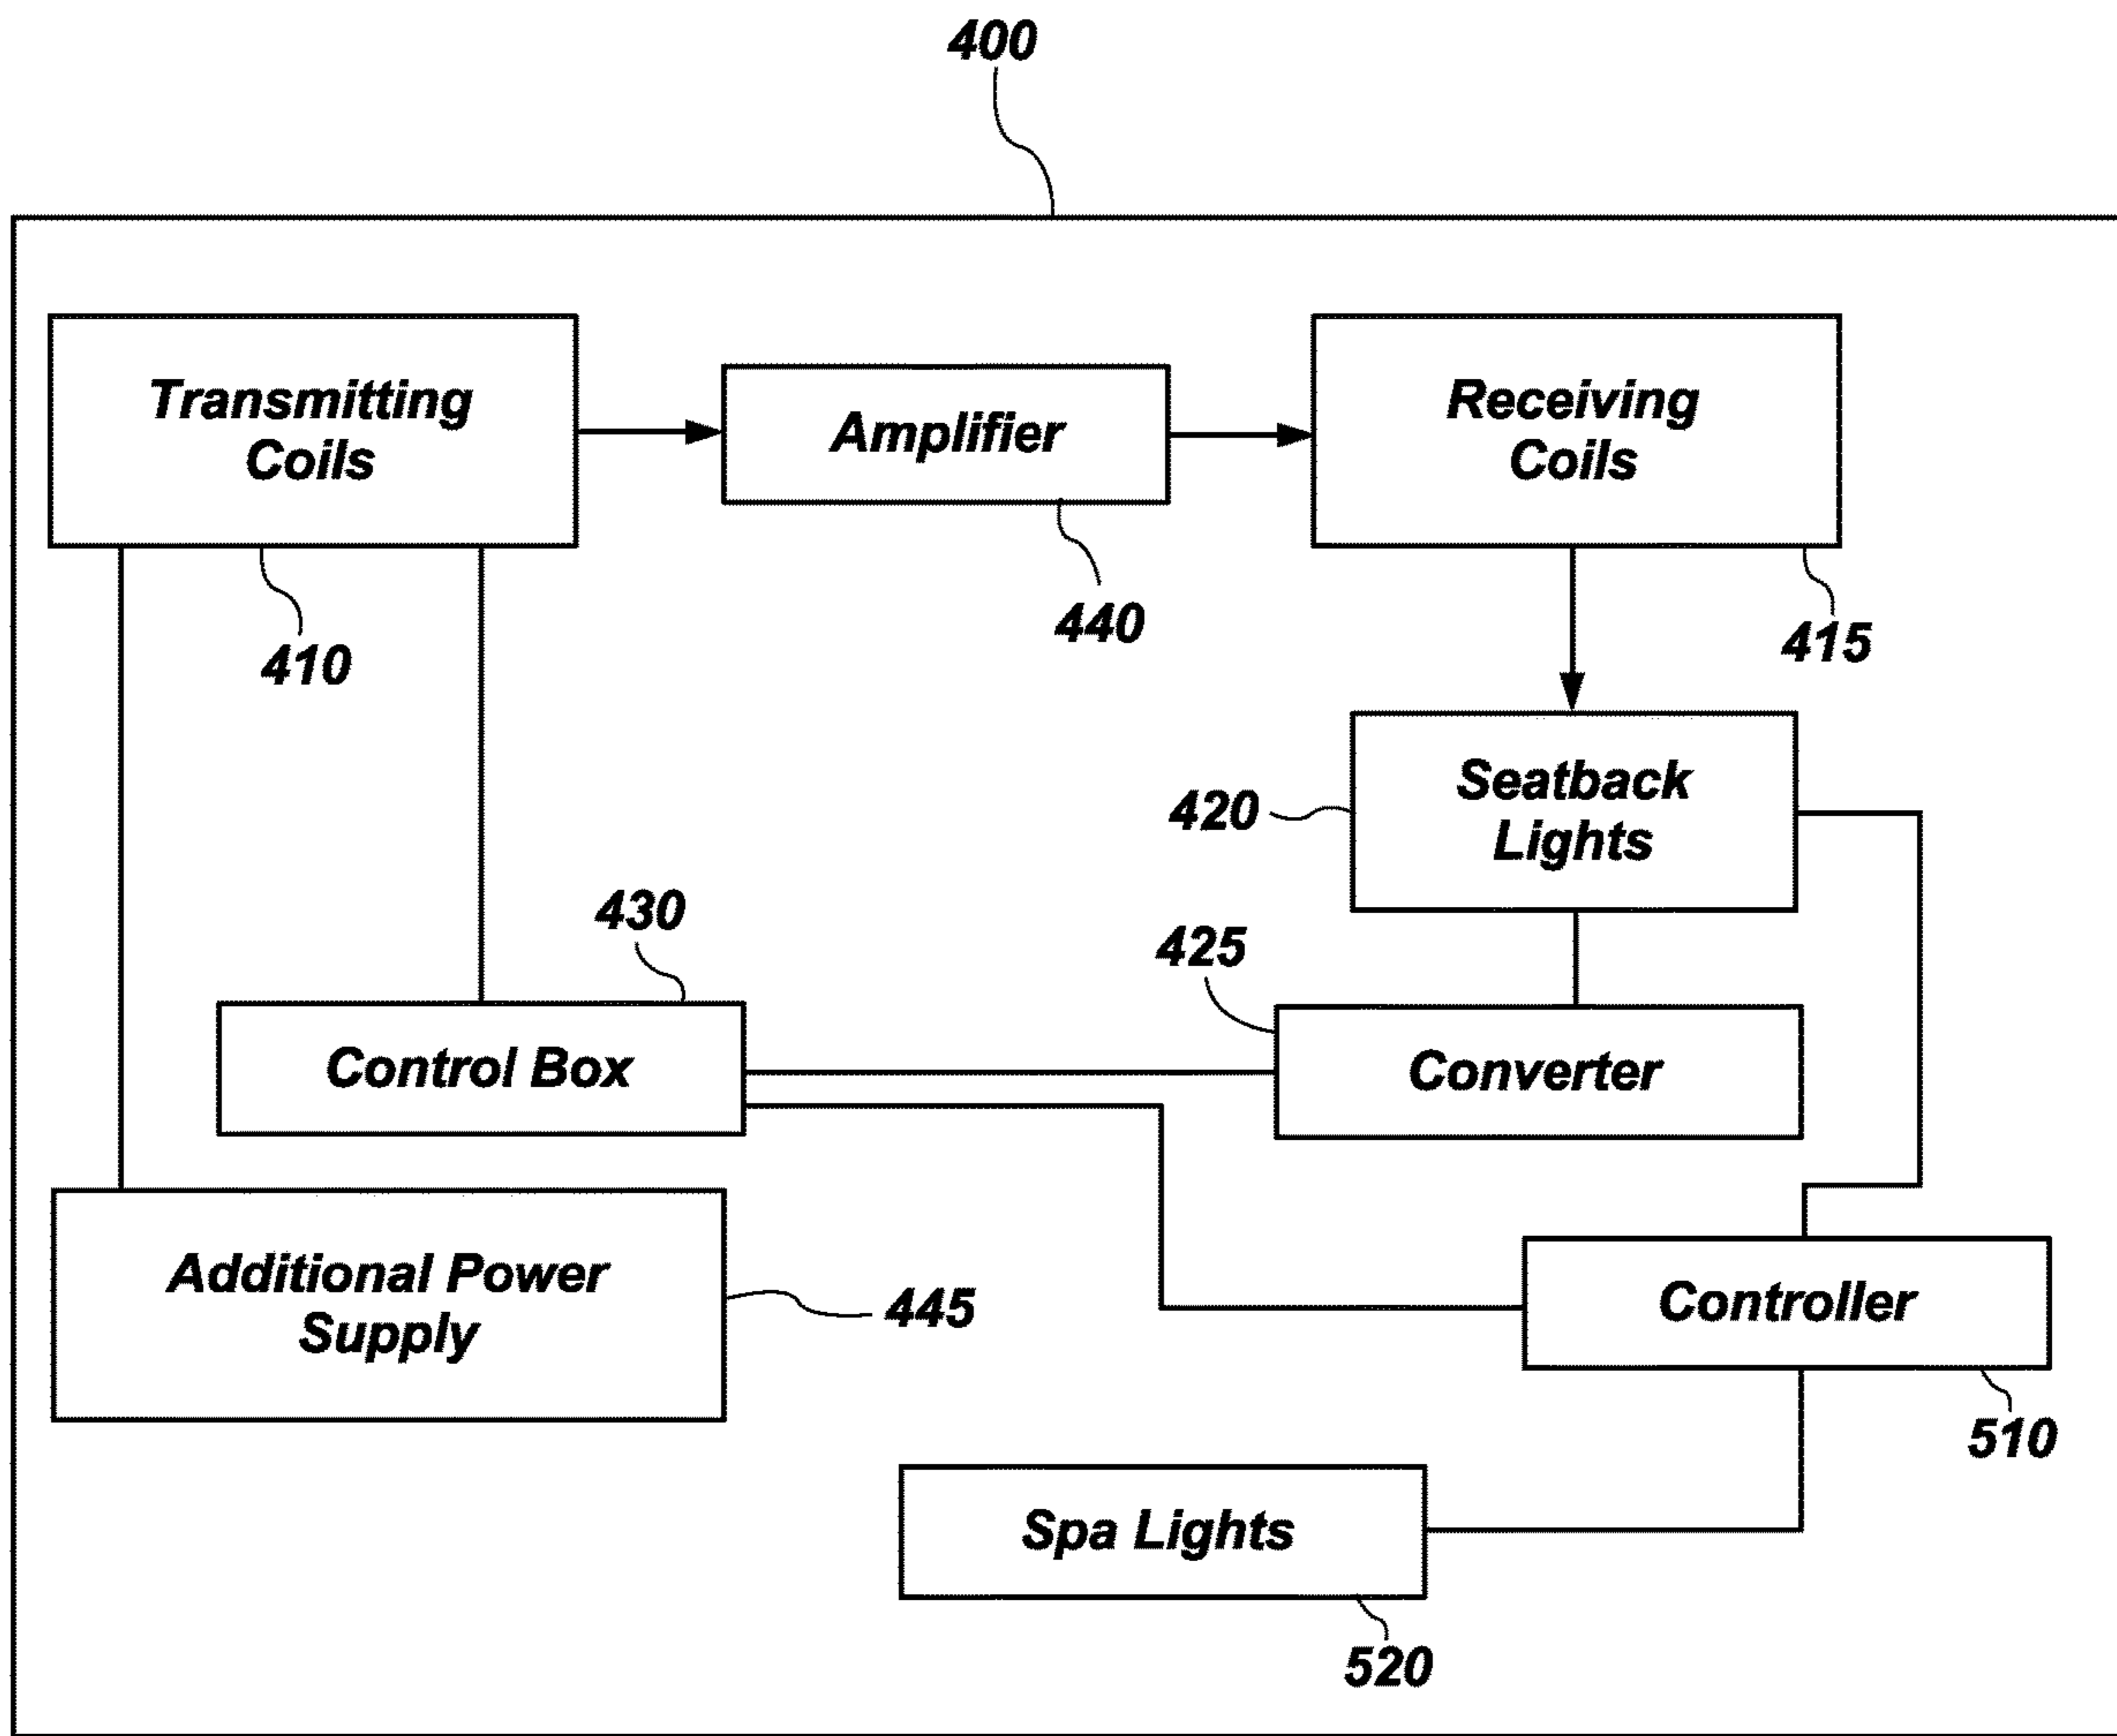 400
Transmitting
Coils
Amplifier
Receiving
Coils
410
440
415
Seatback
Lights
420
430
425
Control Box
Converter
Additional Power
Supply
445
Controller
510
Spa Lights
520